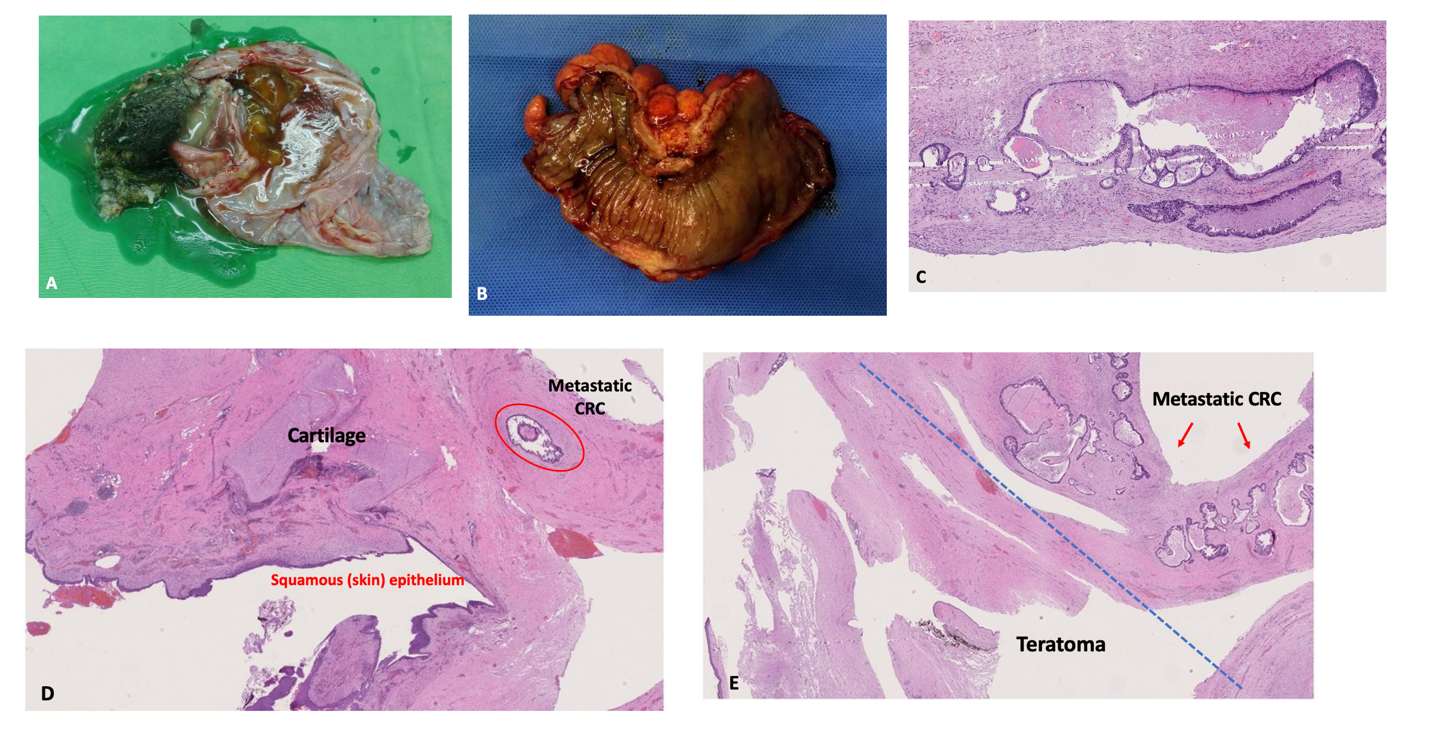 A
B
C
Metastatic
CRC
Cartilage
Squamous (skin) epithelium
D
Metastatic CRC
Teratoma
E